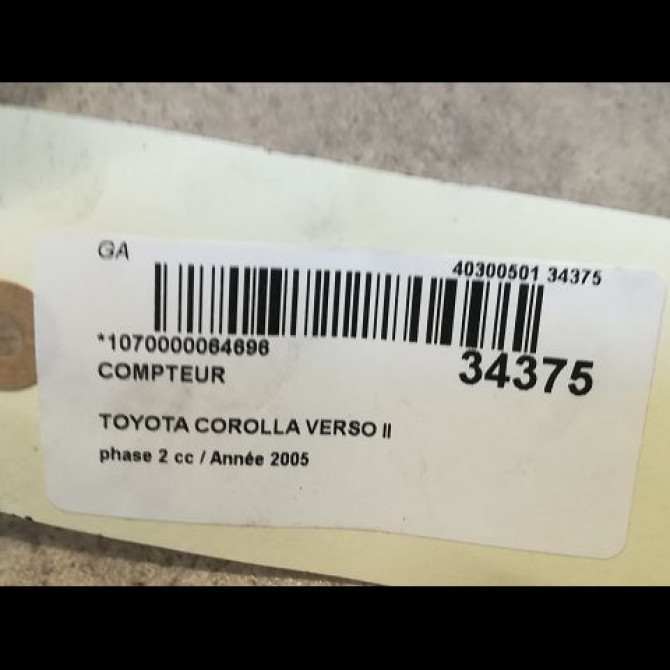 GA
40300501 34375
*1070000064696
34375
COMPTEUR
TOYOTA COROLLA VERSO II
phase 2 cc / Année 2005